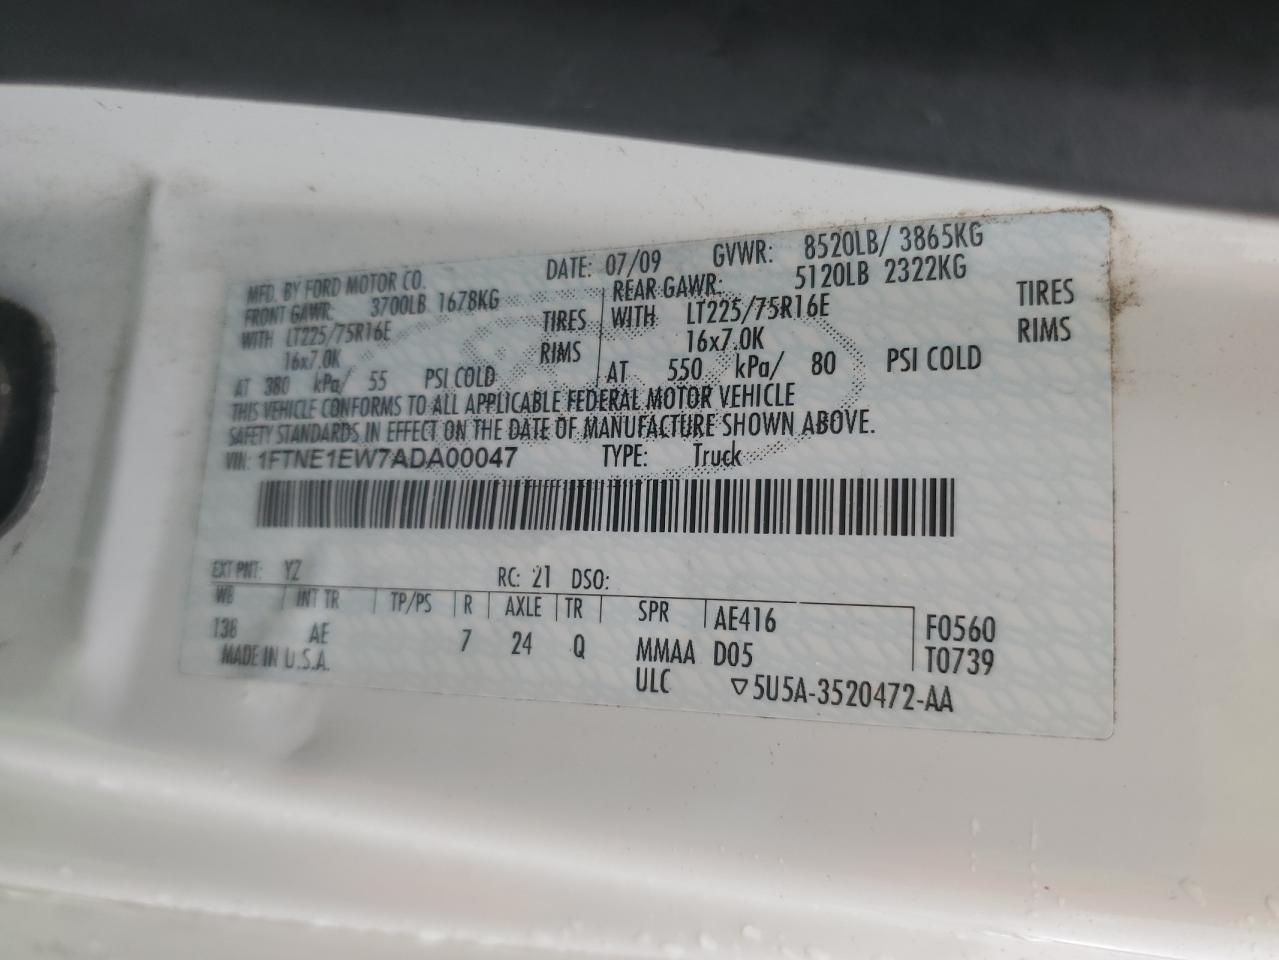 MFD. BY FORD MOTOR CO. DATE: 07/09 GVWR: 8520LB/ 3865KG
FRONT GAWR: 3700LB 1678KG REAR GAWR: 5120LB 2322KG
WITH LT225/75R16E TIRES WITH LT225/75R16E TIRES
16x7.0K RIMS 16x7.0K RIMS
AT 380 kPa/ 55 PSI COLD AT 550 kPa/ 80 PSI COLD
THIS VEHICLE CONFORMS TO ALL APPLICABLE FEDERAL MOTOR VEHICLE
SAFETY STANDARDS IN EFFECT ON THE DATE OF MANUFACTURE SHOWN ABOVE.
VIN: 1FTNE1EW7ADA00047 TYPE: Truck
EXT PNT: YZ RC: 21 DSO:
WB INT TR TP/PS R AXLE TR SPR AE416 F0560
138 AE 7 24 Q MMAA D05 T0739
MADE IN U.S.A. ULC ▽5U5A-3520472-AA